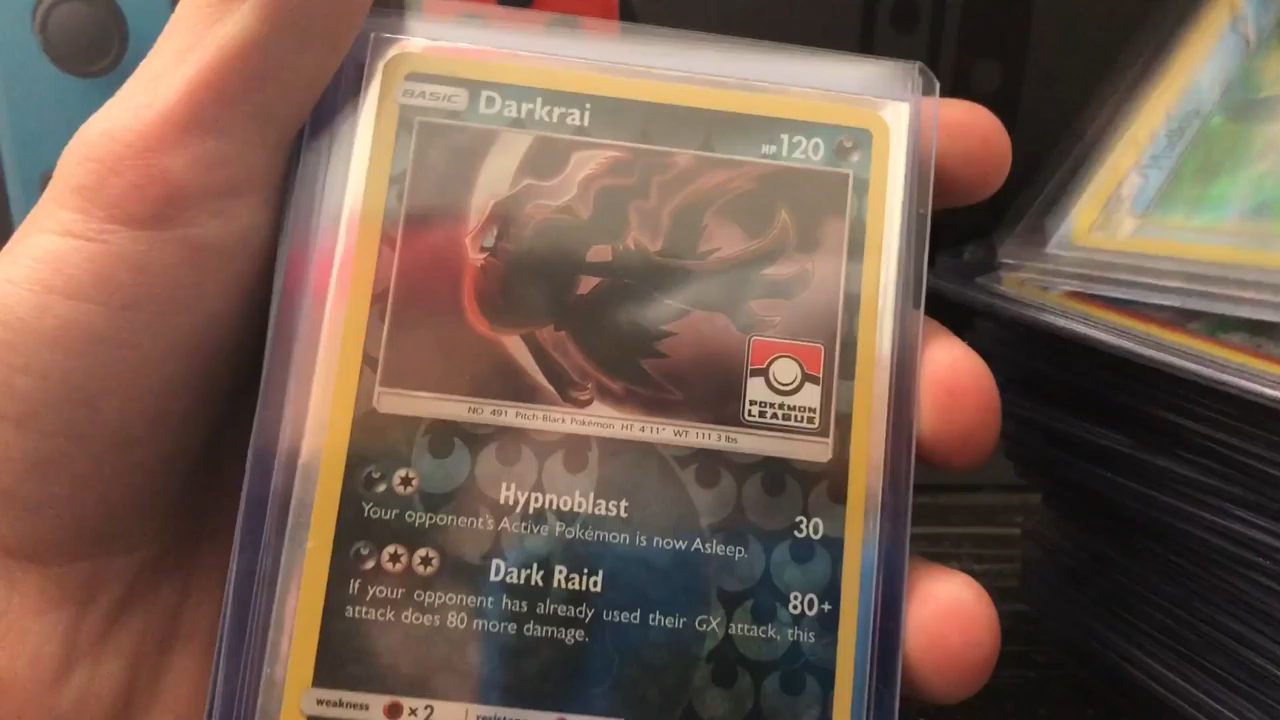 BASIC Darkrai HP 120
POKÉMON
LEAGUE
NO. 491 Pitch-Black Pokémon HT: 4'11" WT: 111.3 lbs
Hypnoblast 30
Your opponent's Active Pokémon is now Asleep.
Dark Raid 80+
If your opponent has already used their GX attack, this
attack does 80 more damage.
weakness ×2